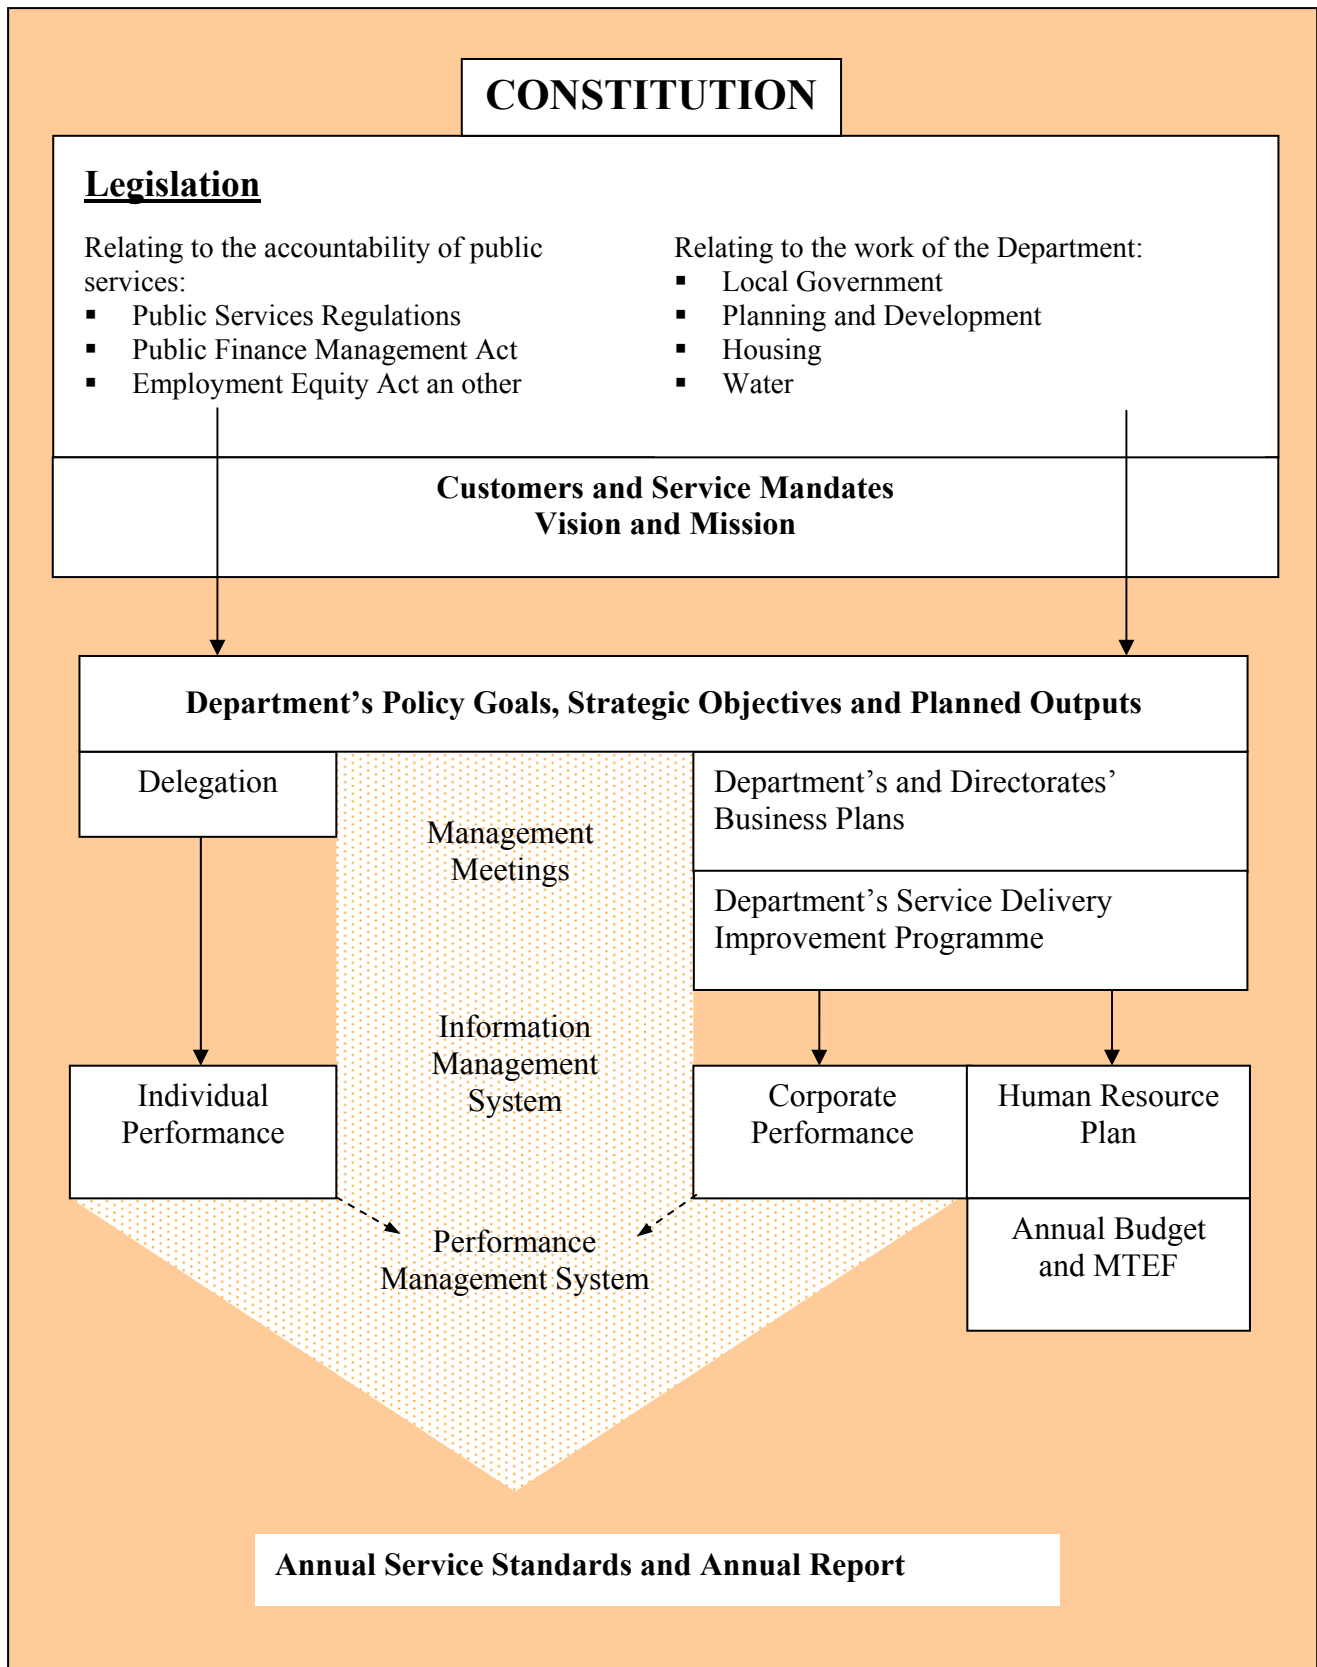 CONSTITUTION
Legislation
Relating to the accountability of public
services:
▪ Public Services Regulations
▪ Public Finance Management Act
▪ Employment Equity Act an other
Relating to the work of the Department:
▪ Local Government
▪ Planning and Development
▪ Housing
▪ Water
Customers and Service Mandates
Vision and Mission
Department’s Policy Goals, Strategic Objectives and Planned Outputs
Delegation
Management
Meetings
Department’s and Directorates’
Business Plans
Department’s Service Delivery
Improvement Programme
Information
Management
System
Individual
Performance
Corporate
Performance
Human Resource
Plan
Performance
Management System
Annual Budget
and MTEF
Annual Service Standards and Annual Report